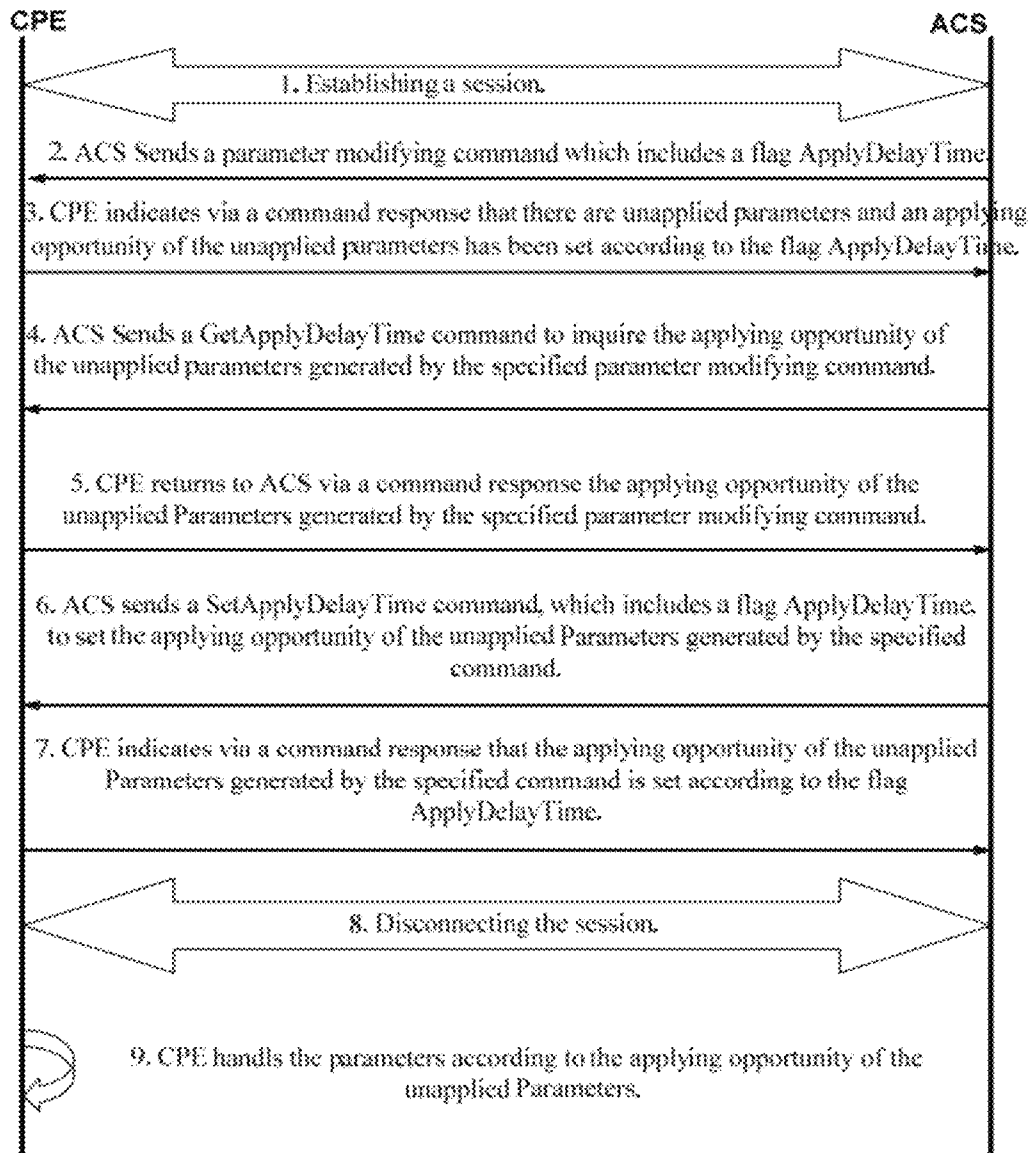 CPE
ACS
1. Establishing a session.
2. ACS Sends a parameter modifying command which includes a flag ApplyDelayTime.
3. CPE indicates via a command response that there are unapplied parameters and an applying
opportunity of the unapplied parameters has been set according to the flag ApplyDelayTime.
4. ACS Sends a GetApplyDelayTime command to inquire the applying opportunity of
the unapplied parameters generated by the specified parameter modifying command.
5. CPE returns to ACS via a command response the applying opportunity of the
unapplied Parameters generated by the specified parameter modifying command.
6. ACS sends a SetApplyDelayTime command, which includes a flag ApplyDelayTime,
to set the applying opportunity of the unapplied Parameters generated by the specified
command.
7. CPE indicates via a command response that the applying opportunity of the unapplied
Parameters generated by the specified command is set according to the flag
ApplyDelayTime.
8. Disconnecting the session.
9. CPE handls the parameters according to the applying opportunity of the
unapplied Parameters.